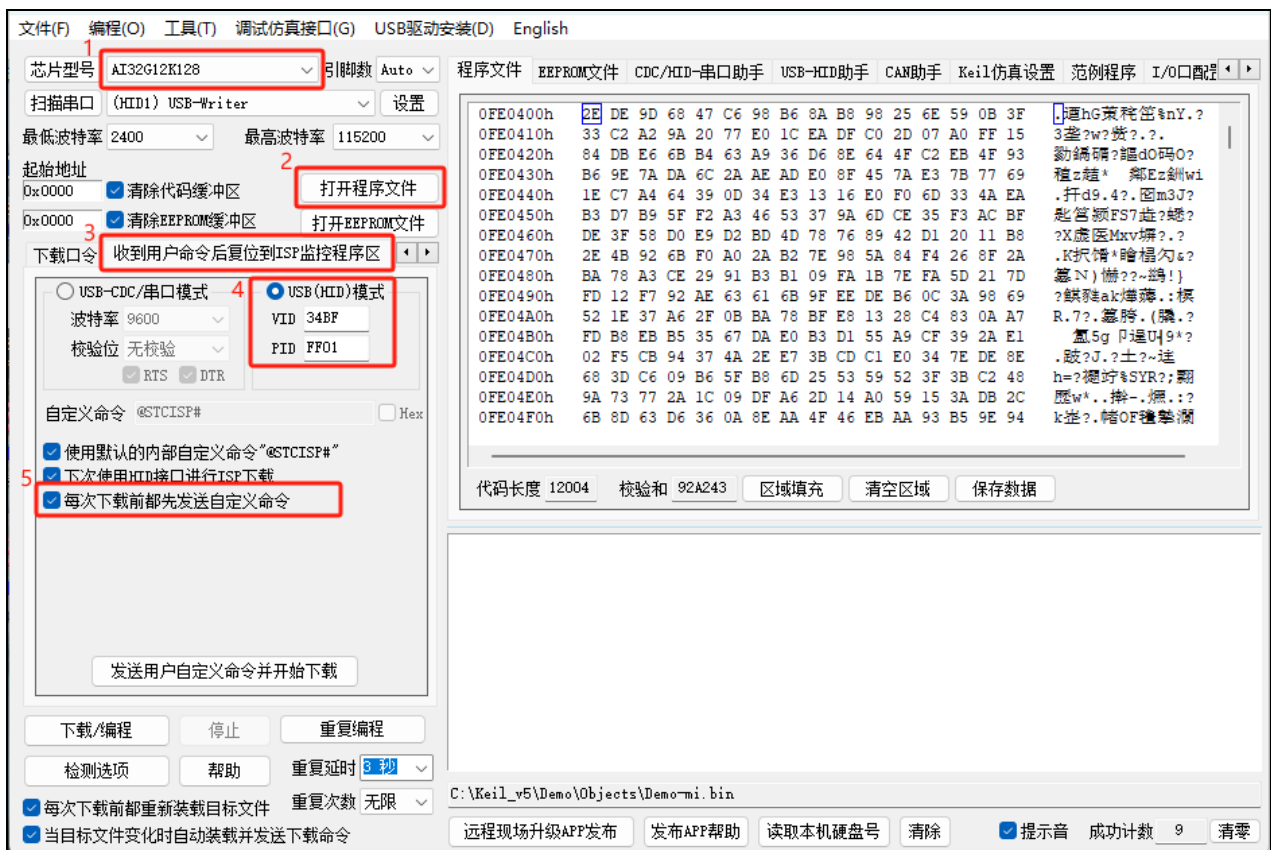 文件(F) 编程(O) 工具(T) 调试仿真接口(G) USB驱动安装(D) English
1
芯片型号 AI32G12K128 引脚数 Auto
扫描串口 (HID1) USB-Writer 设置
最低波特率 2400 最高波特率 115200
起始地址 2
0x0000 清除代码缓冲区 打开程序文件
0x0000 清除EEPROM缓冲区 打开EEPROM文件
3
下载口令 收到用户命令后复位到ISP监控程序区
USB-CDC/串口模式 4 USB(HID)模式
波特率 9600 VID 34BF
校验位 无校验 PID FF01
RTS DTR
自定义命令 @STCISP# Hex
使用默认的内部自定义命令"@STCISP#"
5 下次使用HID接口进行ISP下载
每次下载前都先发送自定义命令
发送用户自定义命令并开始下载
下载/编程 停止 重复编程
检测选项 帮助 重复延时 3 秒
每次下载前都重新装载目标文件 重复次数 无限
当目标文件变化时自动装载并发送下载命令
程序文件 EEPROM文件 CDC/HID-串口助手 USB-HID助手 CAN助手 Keil仿真设置 范例程序 I/O口配
0FE0400h 2E DE 9D 68 47 C6 98 B6 8A B8 98 25 6E 59 0B 3F
0FE0410h 33 C2 A2 9A 20 77 E0 1C EA DF C0 2D 07 A0 FF 15
0FE0420h 84 DB E6 6B B4 63 A9 36 D6 8E 64 4F C2 EB 4F 93
0FE0430h B6 9E 7A DA 6C 2A AE AD E0 8F 45 7A E3 7B 77 69
0FE0440h 1E C7 A4 64 39 0D 34 E3 13 16 E0 F0 6D 33 4A EA
0FE0450h B3 D7 B9 5F F2 A3 46 53 37 9A 6D CE 35 F3 AC BF
0FE0460h DE 3F 58 D0 E9 D2 BD 4D 78 76 89 42 D1 20 11 B8
0FE0470h 2E 4B 92 6B F0 A0 2A B2 7E 98 5A 84 F4 26 8F 2A
0FE0480h BA 78 A3 CE 29 91 B3 B1 09 FA 1B 7E FA 5D 21 7D
0FE0490h FD 12 F7 92 AE 63 61 6B 9F EE DE B6 0C 3A 98 69
0FE04A0h 52 1E 37 A6 2F 0B BA 78 BF E8 13 28 C4 83 0A A7
0FE04B0h FD B8 EB B5 35 67 DA E0 B3 D1 55 A9 CF 39 2A E1
0FE04C0h 02 F5 CB 94 37 4A 2E E7 3B CD C1 E0 34 7E DE 8E
0FE04D0h 68 3D C6 09 B6 5F B8 6D 25 53 59 52 3F 3B C2 48
0FE04E0h 9A 73 77 2A 1C 09 DF A6 2D 14 A0 59 15 3A DB 2C
0FE04F0h 6B 8D 63 D6 36 0A 8E AA 4F 46 EB AA 93 B5 9E 94
代码长度 12004 校验和 92A243 区域填充 清空区域 保存数据
C:\Keil_v5\Demo\Objects\Demo-mi.bin
远程现场升级APP发布 发布APP帮助 读取本机硬盘号 清除 提示音 成功计数 9 清零